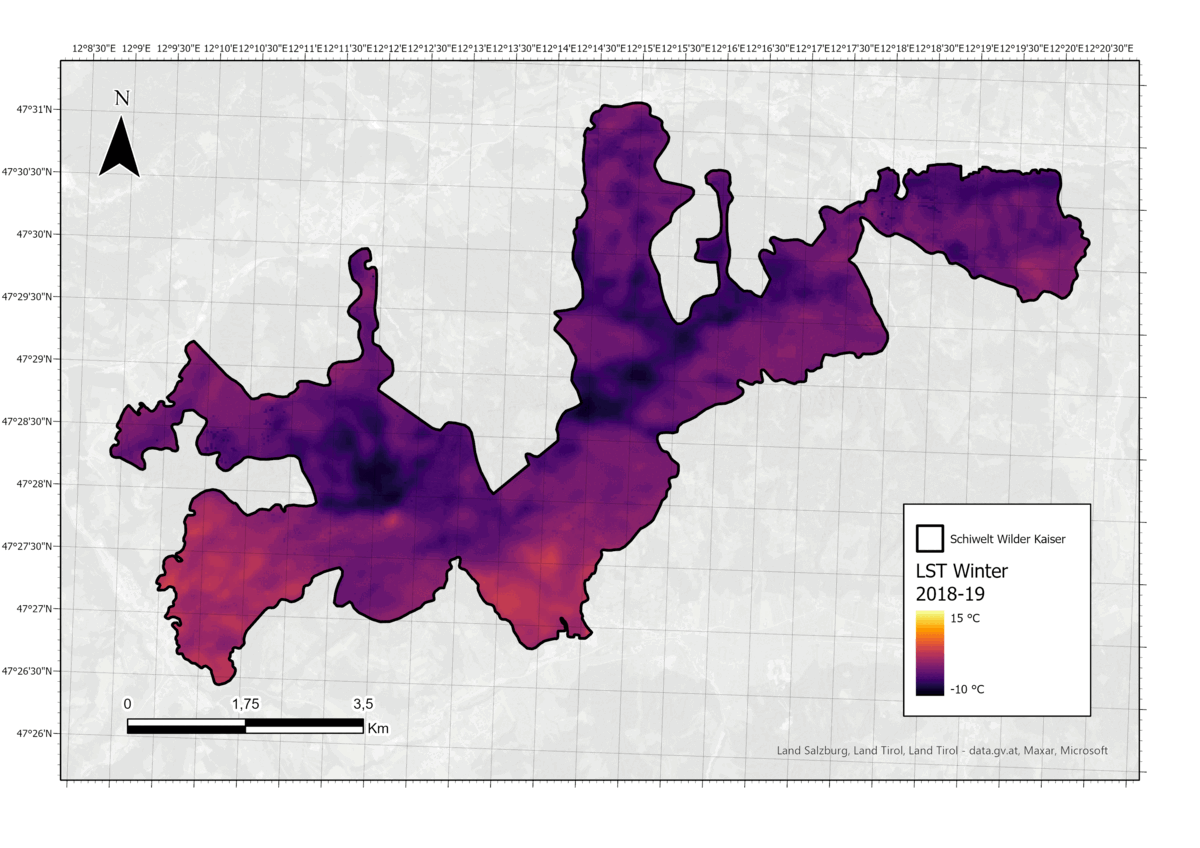 12°8'30"E 12°9'E 12°9'30"E 12°10'E 12°10'30"E 12°11'E 12°11'30"E 12°12'E 12°12'30"E 12°13'E 12°13'30"E 12°14'E 12°14'30"E 12°15'E 12°15'30"E 12°16'E 12°16'30"E 12°17'E 12°17'30"E 12°18'E 12°18'30"E 12°19'E 12°19'30"E 12°20'E 12°20'30"E
N
47°31'N
47°30'30"N
47°30'N
47°29'30"N
47°29'N
47°28'30"N
47°28'N
47°27'30"N
47°27'N
47°26'30"N
47°26'N
Schiwelt Wilder Kaiser
LST Winter
2018-19
15 °C
-10 °C
0 1,75 3,5
Km
Land Salzburg, Land Tirol, Land Tirol - data.gv.at, Maxar, Microsoft